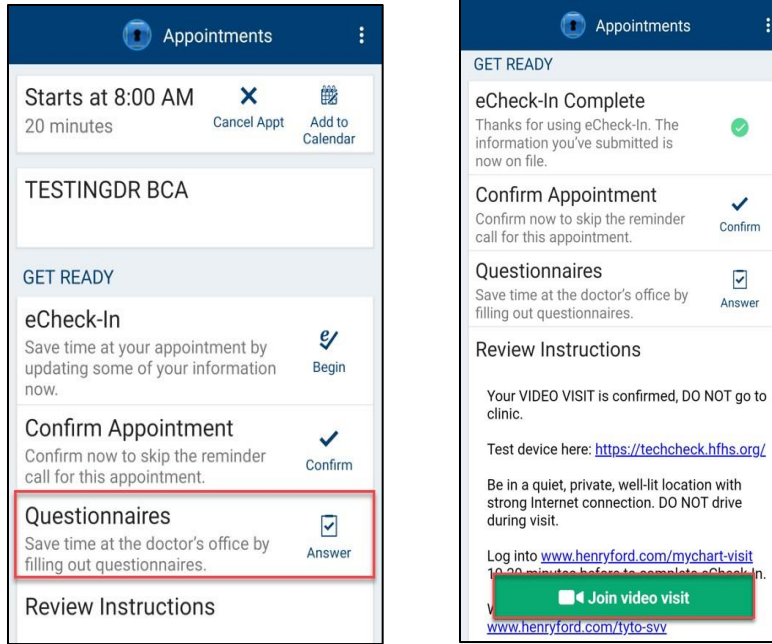 Appointments
Starts at 8:00 AM
20 minutes
Cancel Appt
Add to
Calendar
TESTINGDR BCA
GET READY
eCheck-In
Save time at your appointment by
updating some of your information
now.
Begin
Confirm Appointment
Confirm now to skip the reminder
call for this appointment.
Confirm
Questionnaires
Save time at the doctor's office by
filling out questionnaires.
Answer
Review Instructions
Appointments
GET READY
eCheck-In Complete
Thanks for using eCheck-In. The
information you've submitted is
now on file.
Confirm Appointment
Confirm now to skip the reminder
call for this appointment.
Confirm
Questionnaires
Save time at the doctor's office by
filling out questionnaires.
Answer
Review Instructions
Your VIDEO VISIT is confirmed, DO NOT go to
clinic.
Test device here: https://techcheck.hfhs.org/
Be in a quiet, private, well-lit location with
strong Internet connection. DO NOT drive
during visit.
Log into www.henryford.com/mychart-visit
minutes before to complete eCheck-In.
Join video visit
www.henryford.com/tyto-svv